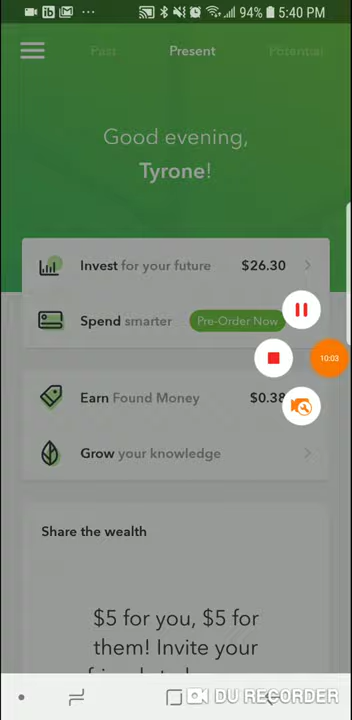 94% 5:40 PM
Past Present Potential
Good evening,
Tyrone!
Invest for your future $26.30
Spend smarter Pre-Order Now
10:03
Earn Found Money $0.38
Grow your knowledge
Share the wealth
$5 for you, $5 for
them! Invite your
DU RECORDER